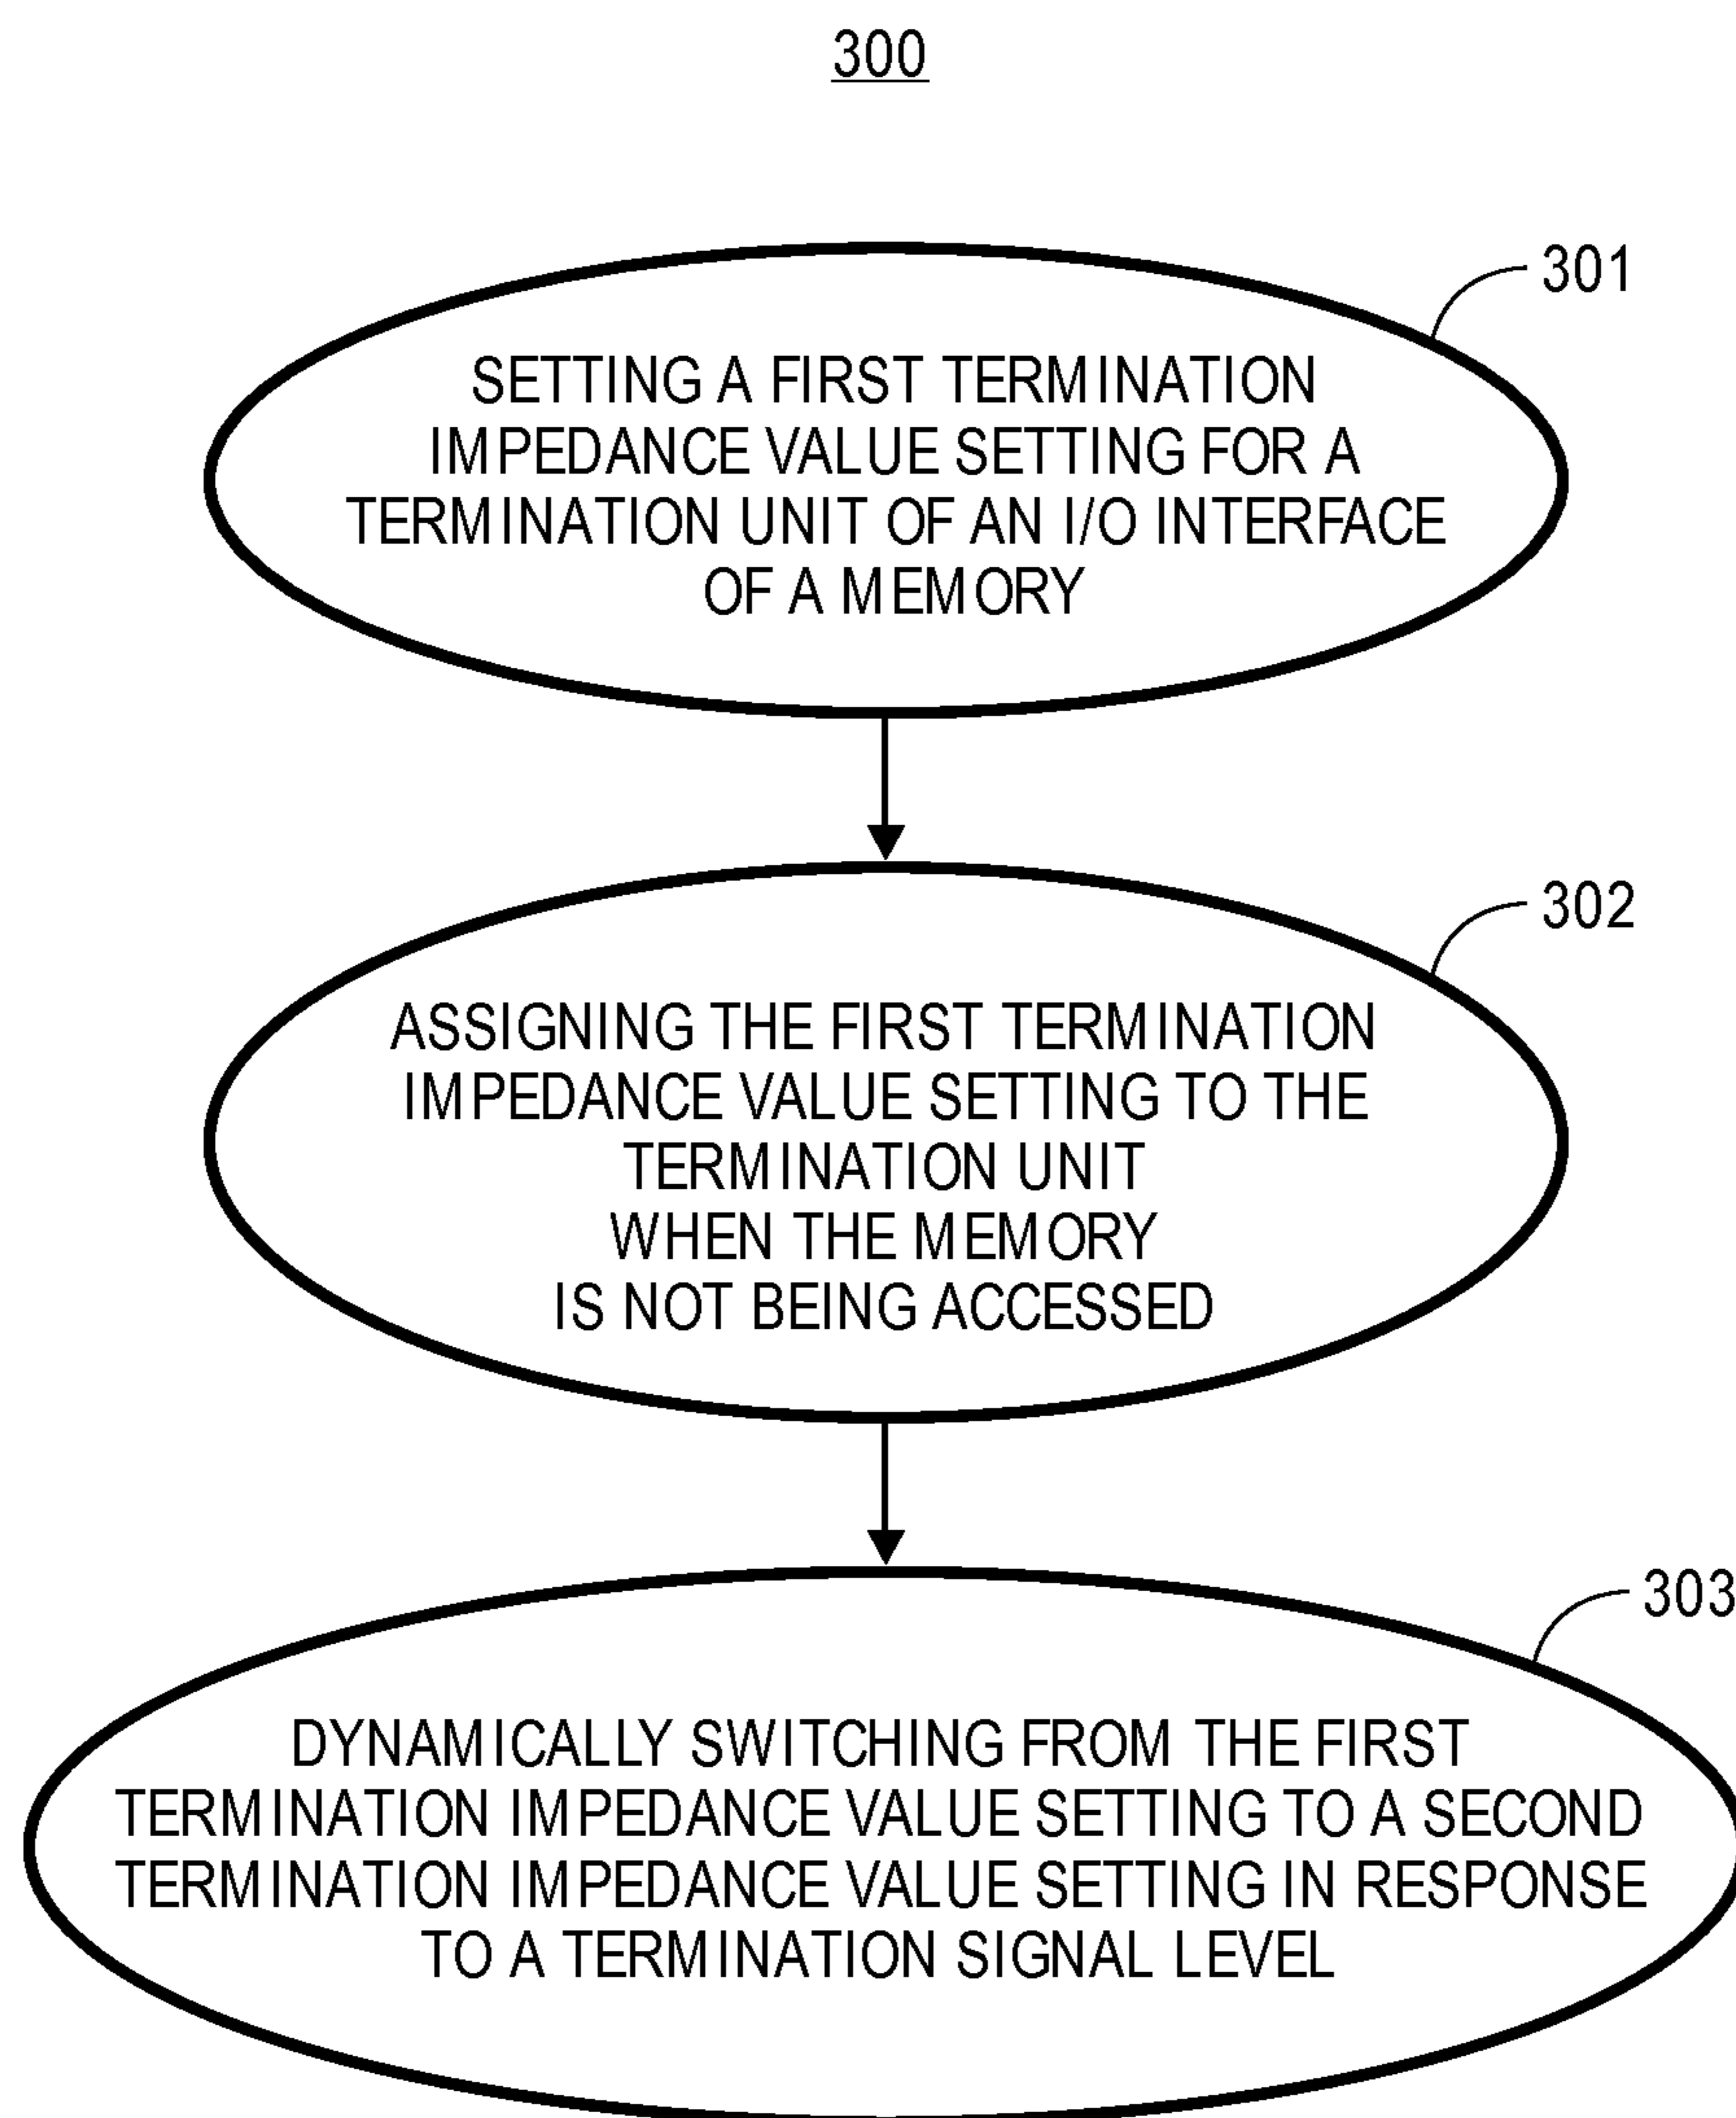 300
301
SETTING A FIRST TERMINATION
IMPEDANCE VALUE SETTING FOR A
TERMINATION UNIT OF AN I/O INTERFACE
OF A MEMORY
302
ASSIGNING THE FIRST TERMINATION
IMPEDANCE VALUE SETTING TO THE
TERMINATION UNIT
WHEN THE MEMORY
IS NOT BEING ACCESSED
303
DYNAMICALLY SWITCHING FROM THE FIRST
TERMINATION IMPEDANCE VALUE SETTING TO A SECOND
TERMINATION IMPEDANCE VALUE SETTING IN RESPONSE
TO A TERMINATION SIGNAL LEVEL